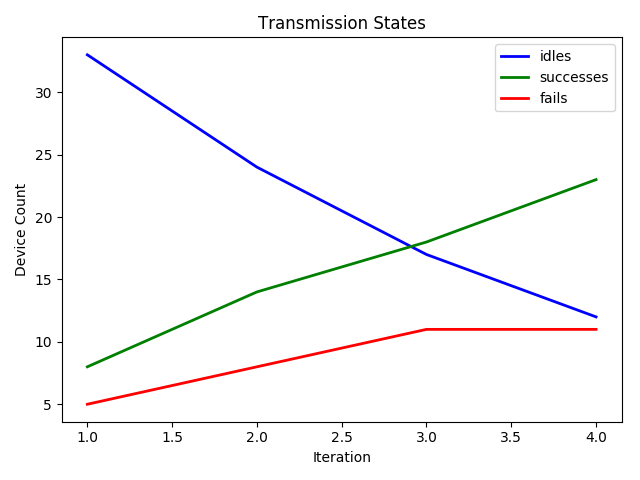 Transmission States
idles
successes
fails
Device Count
30
25
20
15
10
5
1.0 1.5 2.0 2.5 3.0 3.5 4.0
Iteration